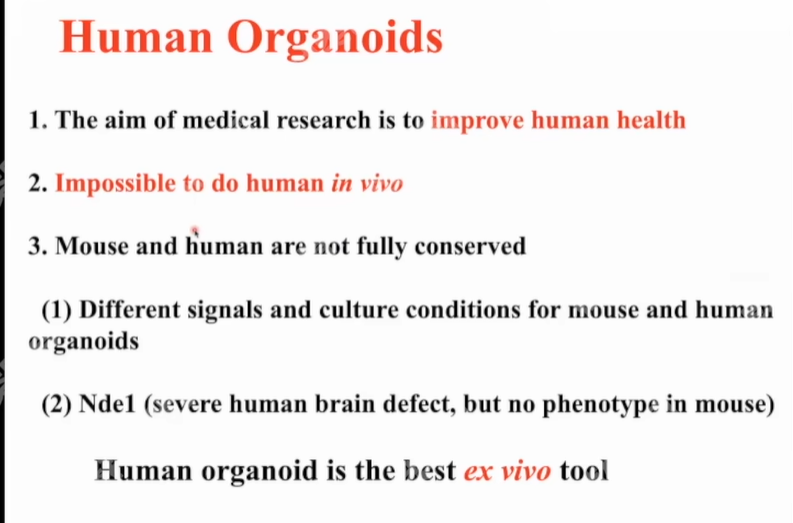 Human Organoids
1. The aim of medical research is to improve human health
2. Impossible to do human in vivo
3. Mouse and human are not fully conserved
(1) Different signals and culture conditions for mouse and human
organoids
(2) Nde1 (severe human brain defect, but no phenotype in mouse)
Human organoid is the best ex vivo tool